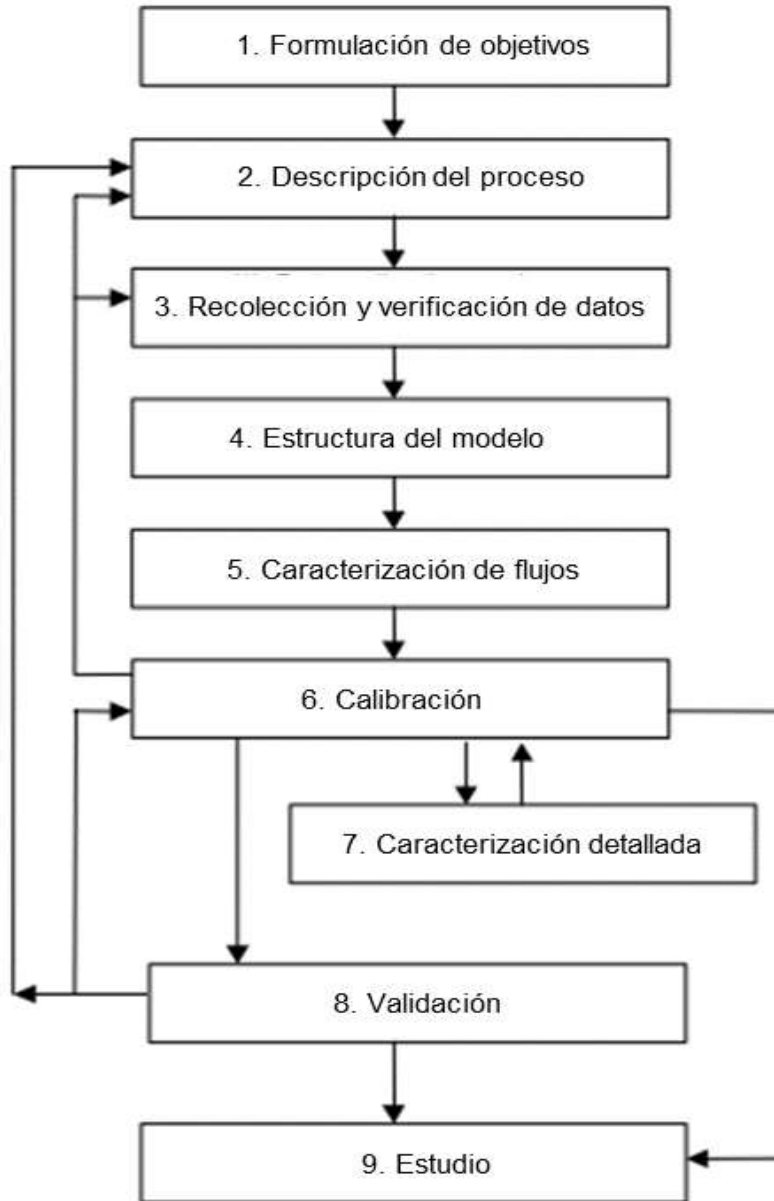 1. Formulación de objetivos
2. Descripción del proceso
3. Recolección y verificación de datos
4. Estructura del modelo
5. Caracterización de flujos
6. Calibración
7. Caracterización detallada
8. Validación
9. Estudio